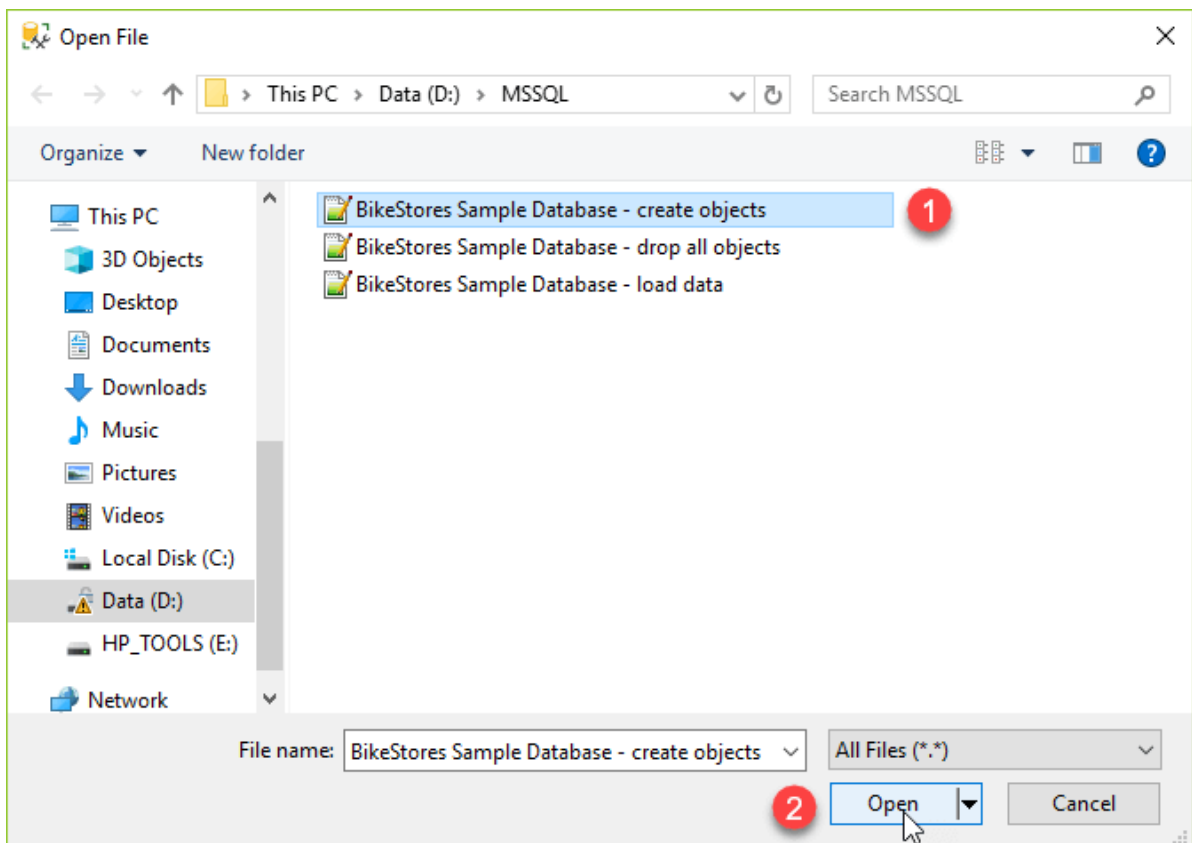 Open File
This PC > Data (D:) > MSSQL
Search MSSQL
Organize
New folder
?
This PC
3D Objects
Desktop
Documents
Downloads
Music
Pictures
Videos
Local Disk (C:)
Data (D:)
HP_TOOLS (E:)
Network
BikeStores Sample Database - create objects
1
BikeStores Sample Database - drop all objects
BikeStores Sample Database - load data
File name:
BikeStores Sample Database - create objects
All Files (*.*)
2
Open
Cancel